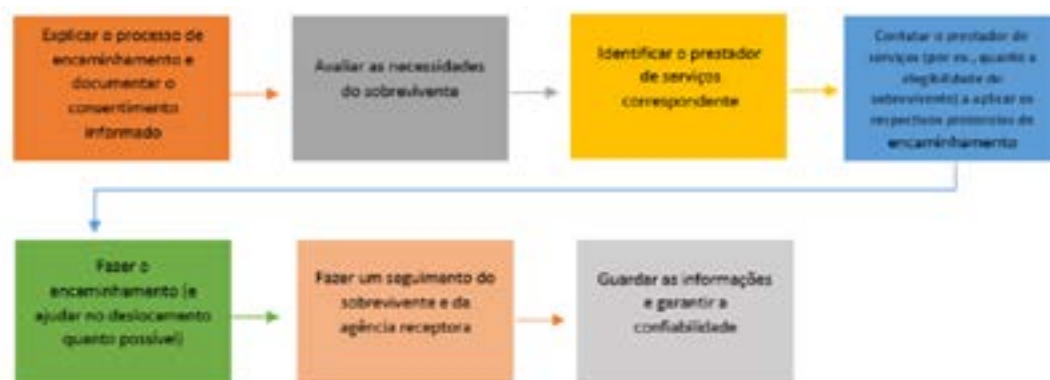 Explicar o processo de
encaminhamento e
documentar o
consentimento
informado
Avaliar as necessidades
do sobrevivente
Identificar o prestador
de serviços
correspondente
Contatar o prestador de
serviços (por ex., quanto a
elegibilidade do
sobrevivente) a aplicar os
respectivos protocolos de
encaminhamento
Fazer o
encaminhamento (e
ajudar no deslocamento
quanto possível)
Fazer um seguimento do
sobrevivente e da
agência receptora
Guardar as informações
e garantir a
confiabilidade